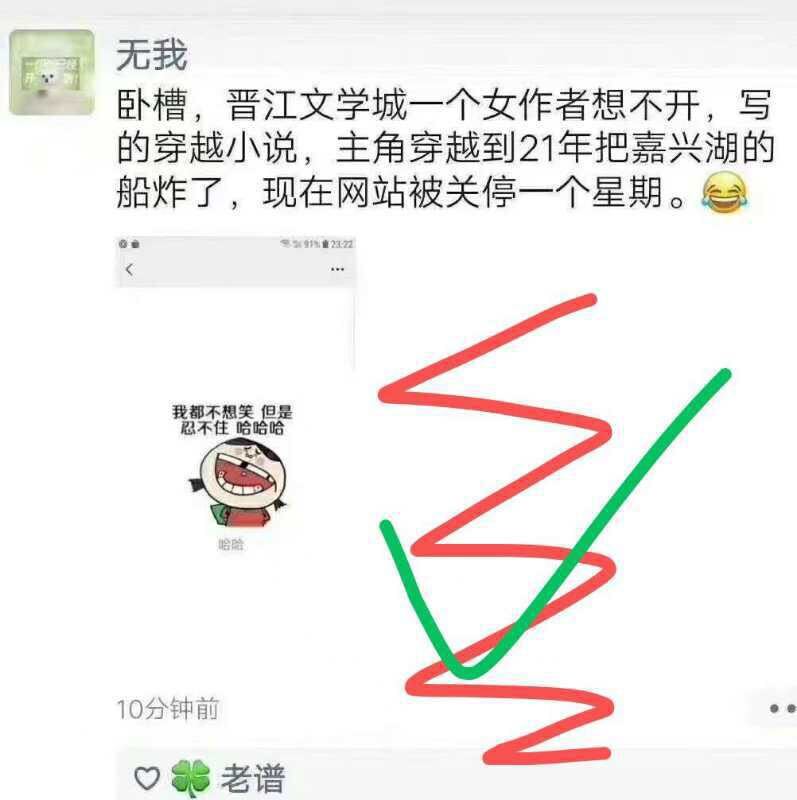 无我
卧槽，晋江文学城一个女作者想不开，写
的穿越小说，主角穿越到21年把嘉兴湖的
船炸了，现在网站被关停一个星期。😂
91% 23:22
我都不想笑 但是
忍不住 哈哈哈
哈哈
10分钟前
老谱